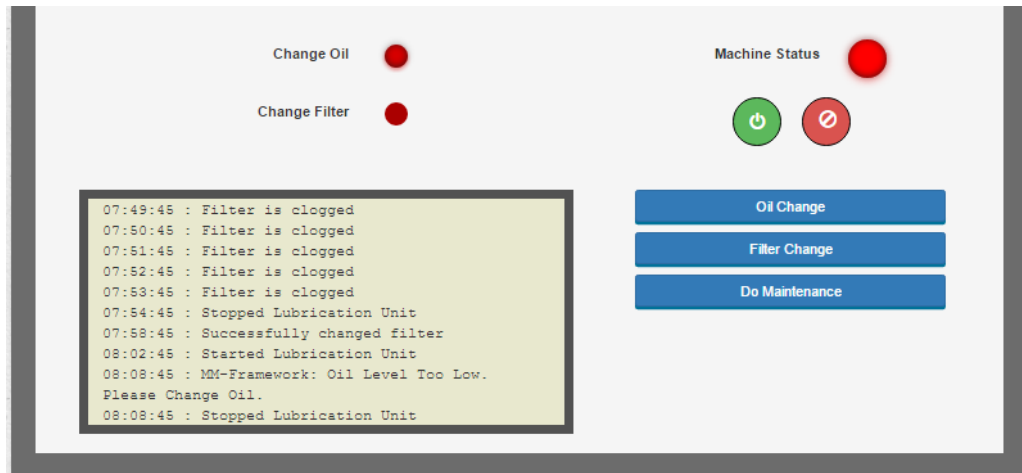 Change Oil
Machine Status
Change Filter
07:49:45 : Filter is clogged
07:50:45 : Filter is clogged
07:51:45 : Filter is clogged
07:52:45 : Filter is clogged
07:53:45 : Filter is clogged
07:54:45 : Stopped Lubrication Unit
07:58:45 : Successfully changed filter
08:02:45 : Started Lubrication Unit
08:08:45 : MM-Framework: Oil Level Too Low.
Please Change Oil.
08:08:45 : Stopped Lubrication Unit
Oil Change
Filter Change
Do Maintenance